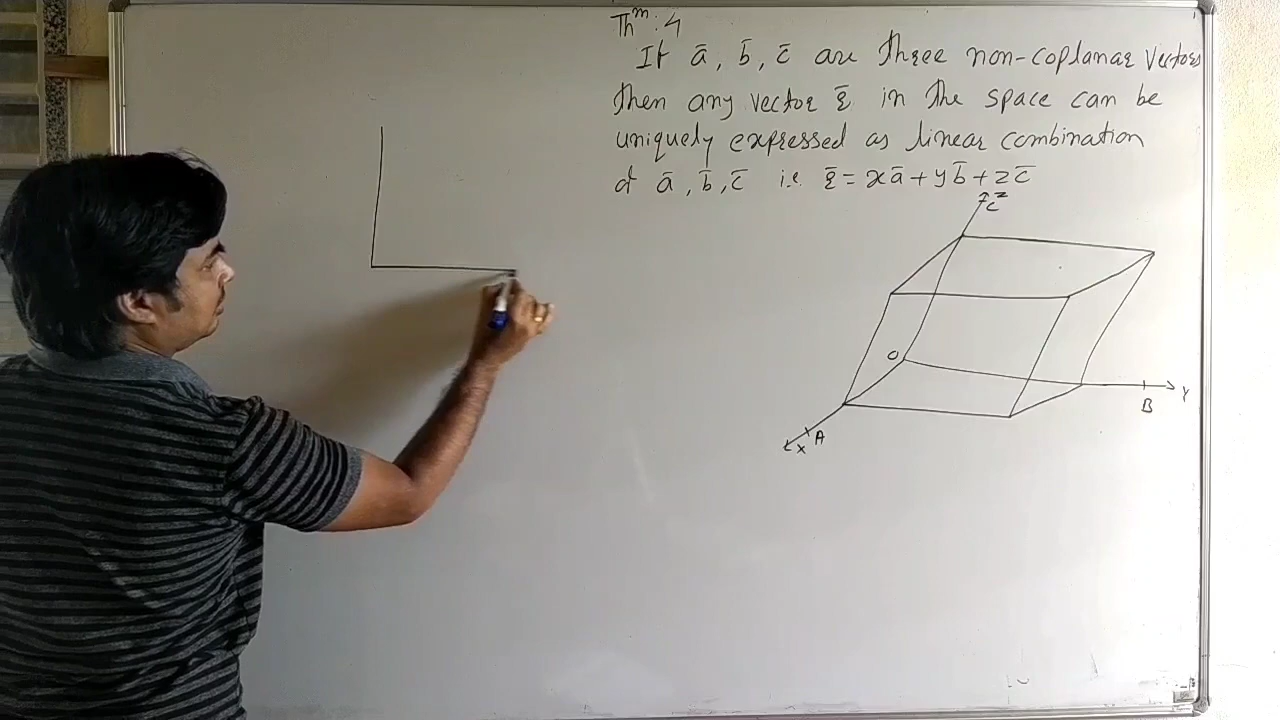 Thᵐ: 4
If a̅, b̅, c̅ are three non-coplanar vectors
then any vector r̅ in the space can be
uniquely expressed as linear combination
of a̅, b̅, c̅ i.e. r̅ = xa̅ + yb̅ + zc̅
C Z
O
B Y
X A